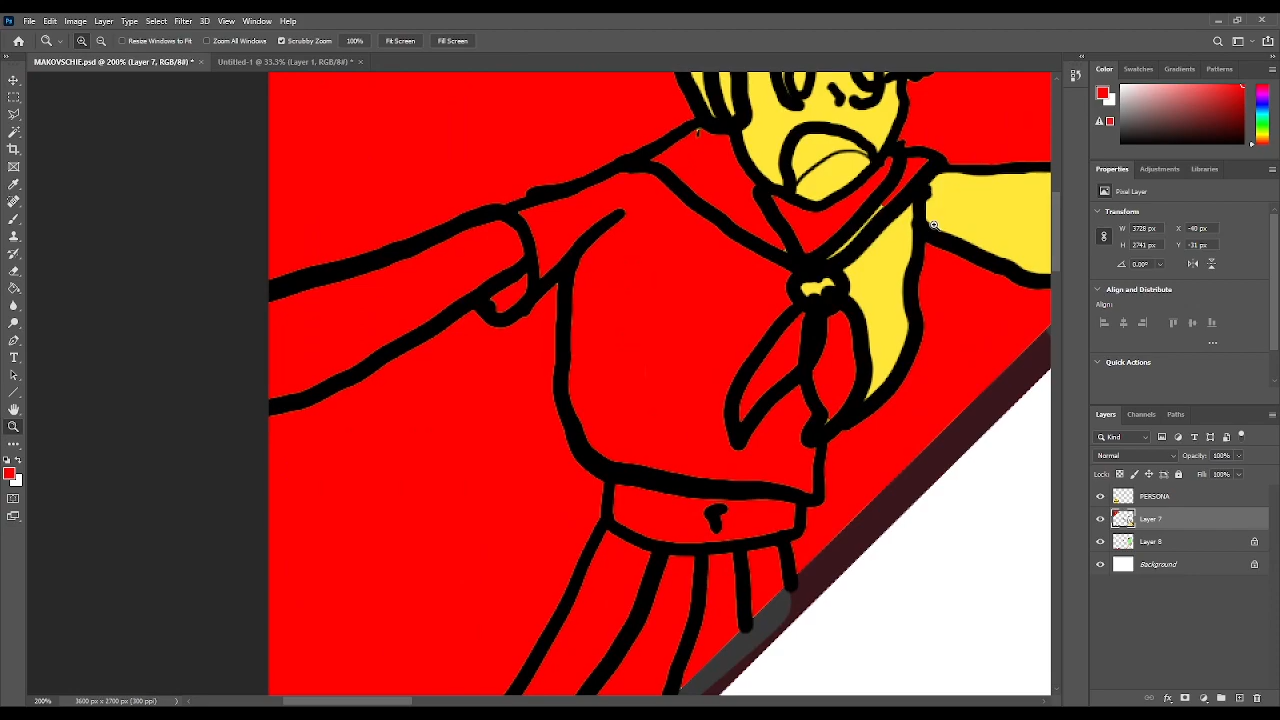 Ps File Edit Image Layer Type Select Filter 3D View Window Help
Resize Windows to Fit Zoom All Windows Scrubby Zoom 100% Fit Screen Fill Screen
MAKOVSCHIE.psd @ 200% (Layer 7, RGB/8#) * × Untitled-1 @ 33.3% (Layer 1, RGB/8#) * ×
Color Swatches Gradients Patterns
Properties Adjustments Libraries
Pixel Layer
Transform
W: 3728 px X: -40 px
H: 2741 px Y: -31 px
0.00°
Align and Distribute
Align:
Quick Actions
Layers Channels Paths
Kind
Normal Opacity: 100%
Lock: Fill: 100%
PERSONA
Layer 7
Layer 8
Background
200% 3600 px x 2700 px (300 ppi)